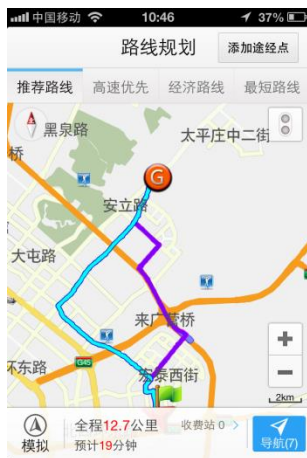 中国移动 10:46 37%
路线规划 添加途经点
推荐路线 高速优先 经济路线 最短路线
黑泉路
太平庄中二街
桥
G
安立路
大屯路
来广营桥
环东路
宏泰西街
2km
模拟
全程12.7公里 收费站 0 >
预计19分钟
导航(7)